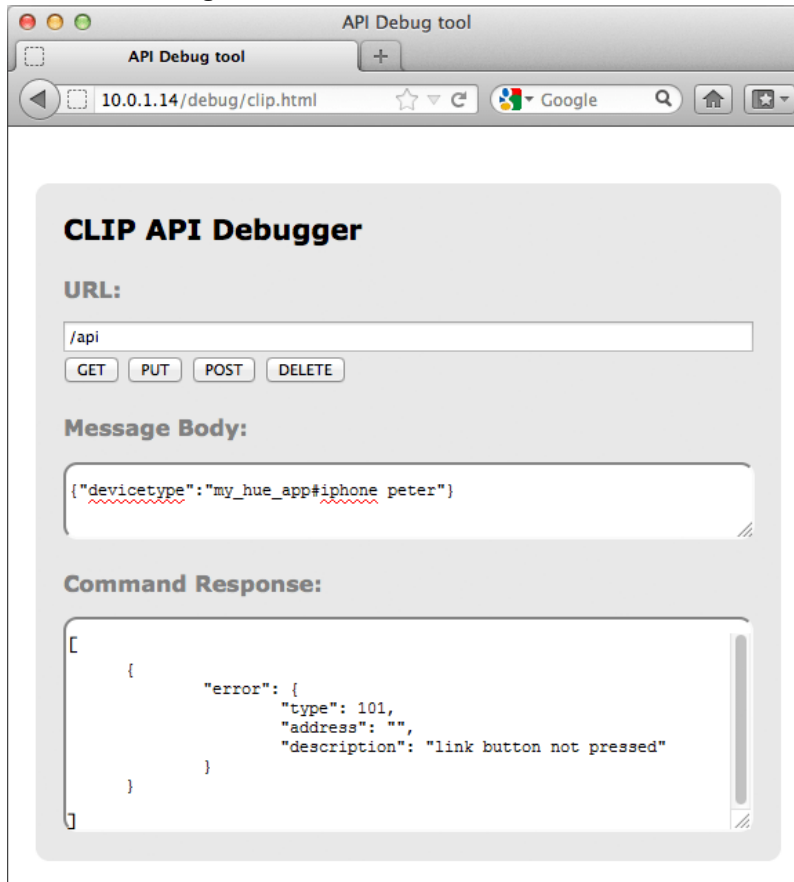 API Debug tool
API Debug tool
10.0.1.14/debug/clip.html
Google
CLIP API Debugger
URL:
/api
GET PUT POST DELETE
Message Body:
{"devicetype":"my_hue_app#iphone peter"}
Command Response:
[
{
"error": {
"type": 101,
"address": "",
"description": "link button not pressed"
}
}
]